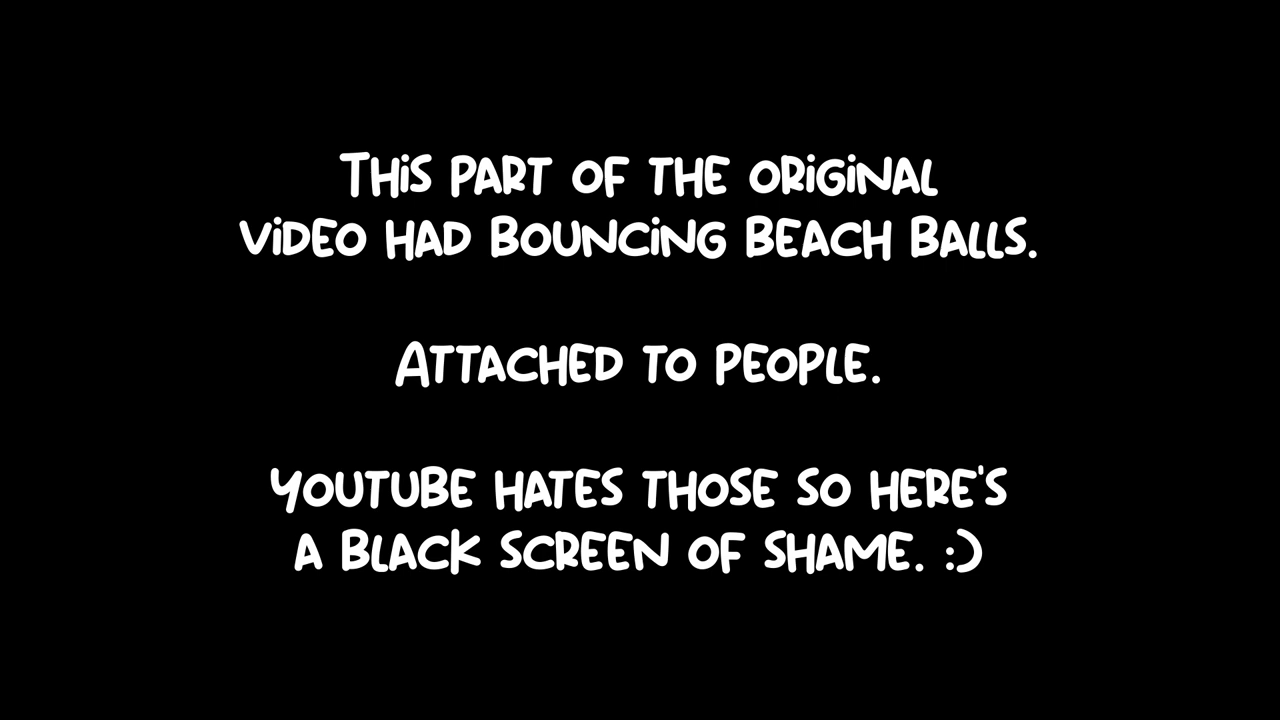 This part of the original
video had bouncing beach balls.
Attached to people.
YouTube hates those so here's
a black screen of shame. :)